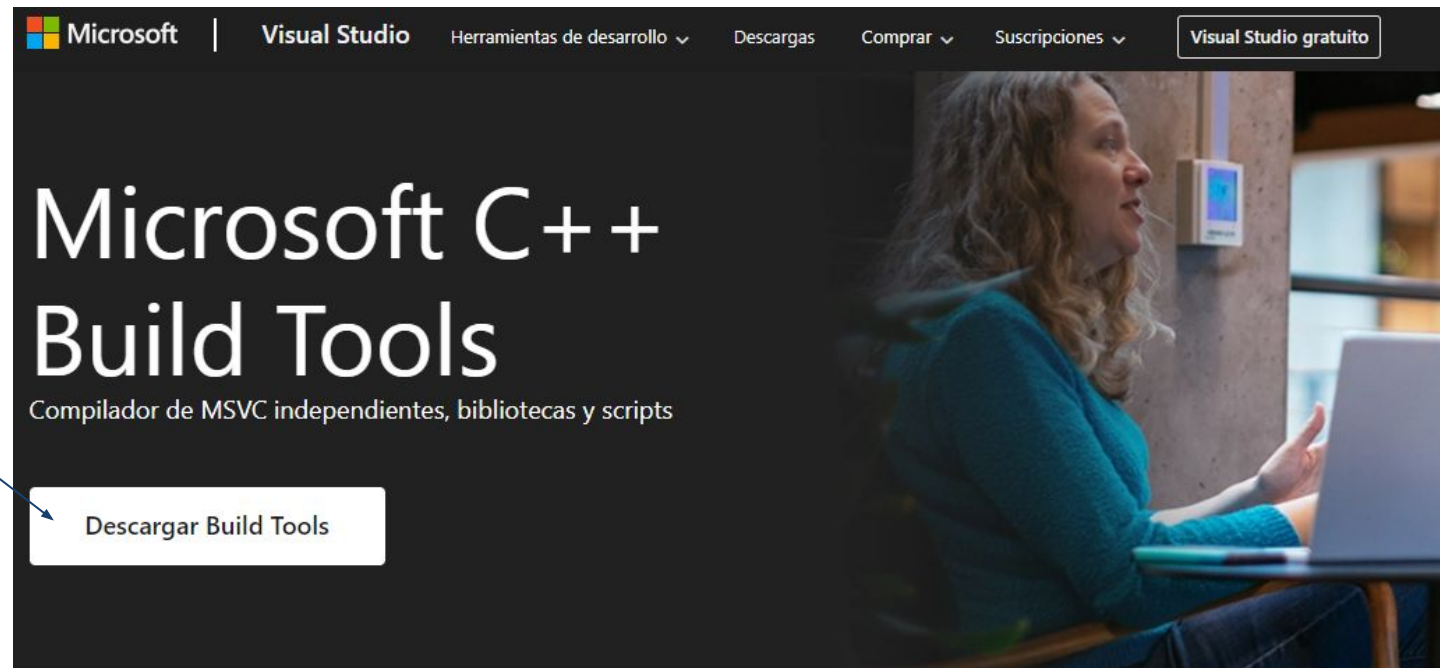 Microsoft Visual Studio Herramientas de desarrollo Descargas Comprar Suscripciones Visual Studio gratuito
Microsoft C++
Build Tools
Compilador de MSVC independientes, bibliotecas y scripts
Descargar Build Tools